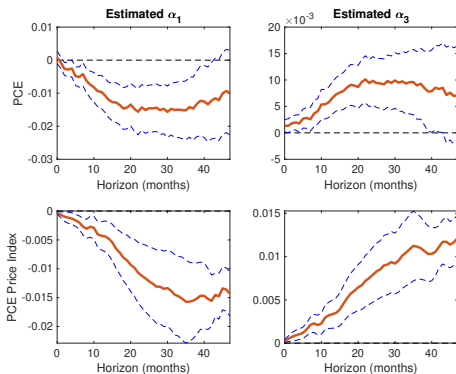 Estimated α1
Estimated α3
×10-3
0.01
0
-0.01
-0.02
-0.03
PCE
0 10 20 30 40
Horizon (months)
20
15
10
5
0
-5
0 10 20 30 40
Horizon (months)
0
-0.005
-0.01
-0.015
-0.02
PCE Price Index
0 10 20 30 40
Horizon (months)
0.015
0.01
0.005
0
0 10 20 30 40
Horizon (months)